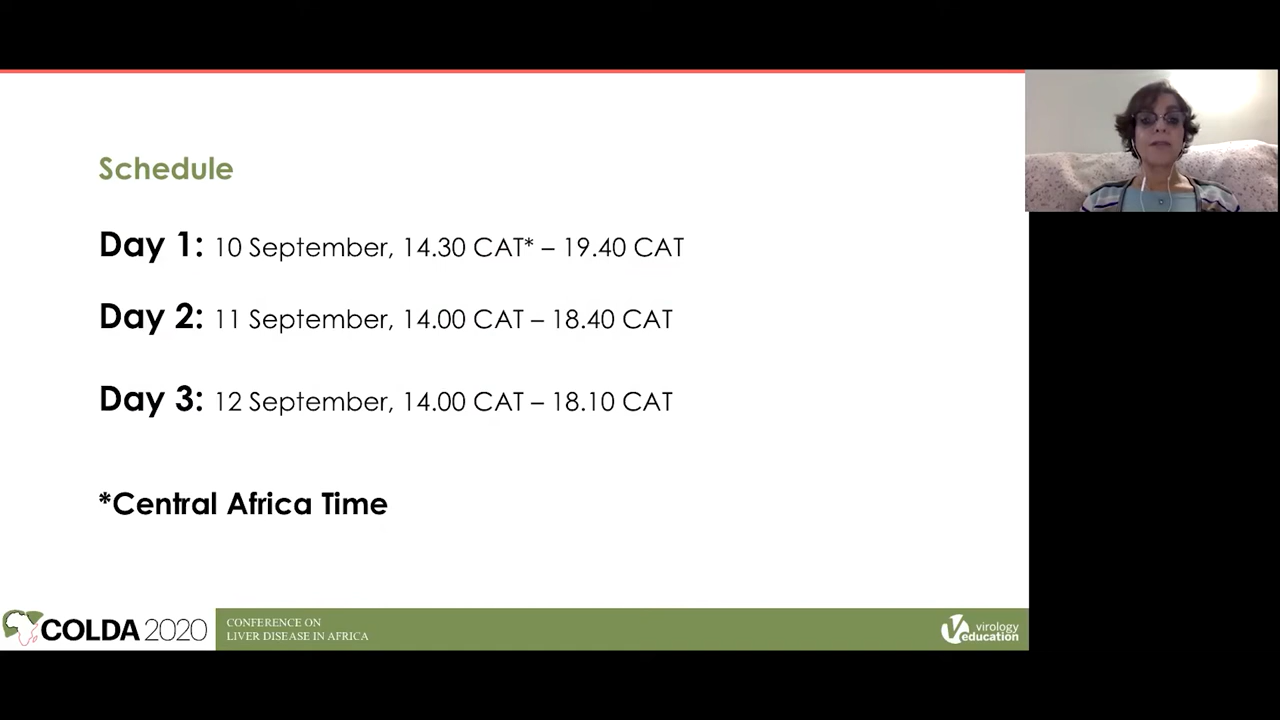 Schedule
Day 1: 10 September, 14.30 CAT* – 19.40 CAT
Day 2: 11 September, 14.00 CAT – 18.40 CAT
Day 3: 12 September, 14.00 CAT – 18.10 CAT
*Central Africa Time
COLDA 2020
CONFERENCE ON
LIVER DISEASE IN AFRICA
virology
education